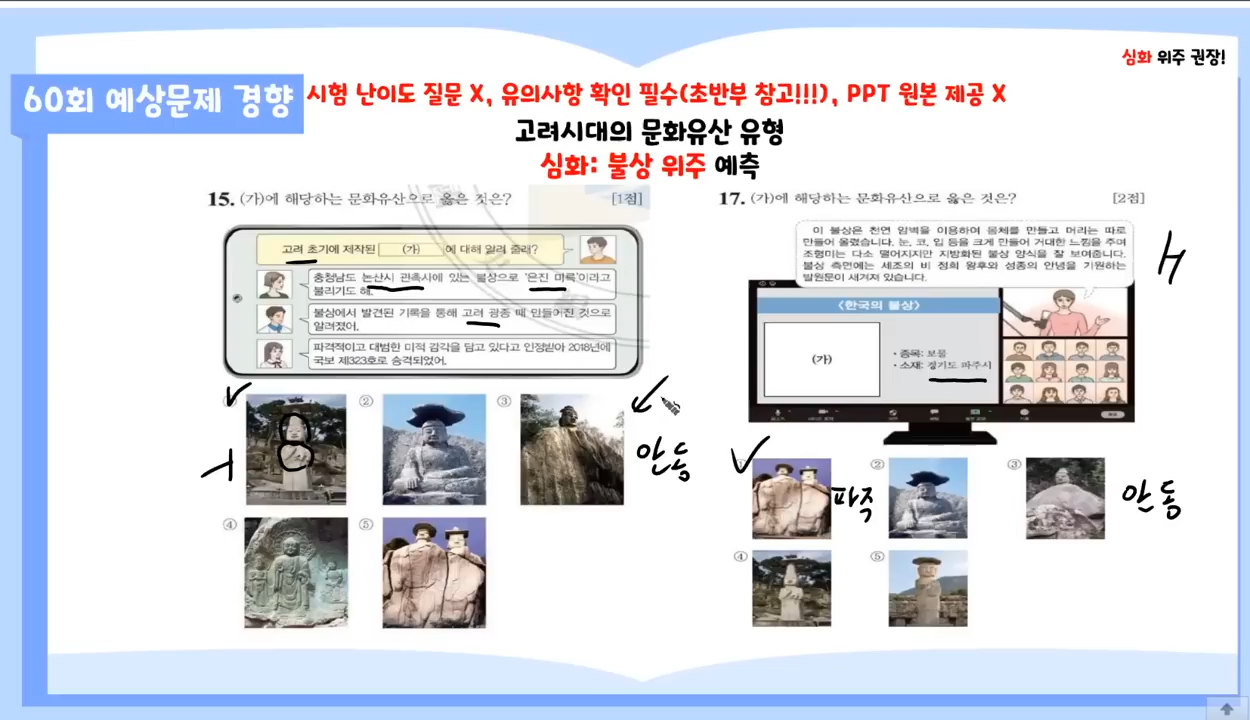 심화 위주 권장!
60회 예상문제 경향
시험 난이도 질문 X, 유의사항 확인 필수(초반부 참고!!!), PPT 원본 제공 X
고려시대의 문화유산 유형
심화: 불상 위주 예측
15. (가)에 해당하는 문화유산으로 옳은 것은? [1점]
고려 초기에 제작된 (가) 에 대해 알려 줄래?
충청남도 논산시 관촉사에 있는 불상으로 '은진 미륵'이라고
불리기도 해.
불상에서 발견된 기록을 통해 고려 광종 때 만들어진 것으로
알려졌어.
파격적이고 대범한 미적 감각을 담고 있다고 인정받아 2018년에
국보 제323호로 승격되었어.
② ③
안동
④ ⑤
17. (가)에 해당하는 문화유산으로 옳은 것은? [2점]
이 불상은 천연 암벽을 이용하여 몸체를 만들고 머리는 따로
만들어 올렸습니다. 눈, 코, 입 등을 크게 만들어 거대한 느낌을 주며
조형미는 다소 떨어지지만 지방화된 불상 양식을 잘 보여줍니다.
불상 측면에는 세조의 비 정희 왕후와 성종의 안녕을 기원하는
발원문이 새겨져 있습니다.
<한국의 불상>
(가)
• 종목: 보물
• 소재: 경기도 파주시
② ③
파주
안동
④ ⑤